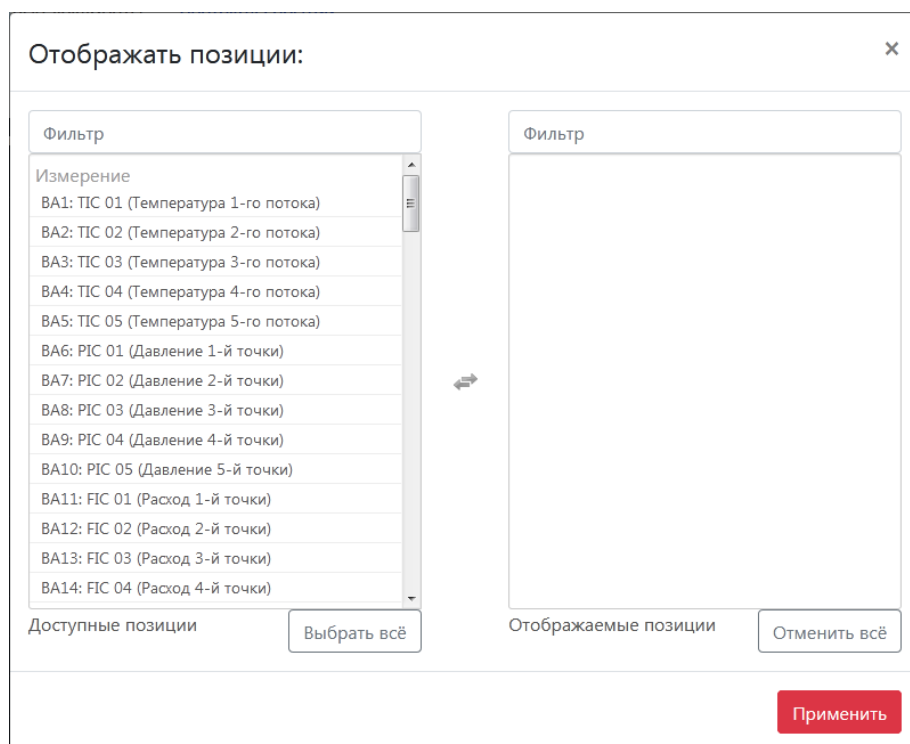 Отображать позиции:
×
Фильтр
Измерение
BA1: TIC 01 (Температура 1-го потока)
BA2: TIC 02 (Температура 2-го потока)
BA3: TIC 03 (Температура 3-го потока)
BA4: TIC 04 (Температура 4-го потока)
BA5: TIC 05 (Температура 5-го потока)
BA6: PIC 01 (Давление 1-й точки)
BA7: PIC 02 (Давление 2-й точки)
BA8: PIC 03 (Давление 3-й точки)
BA9: PIC 04 (Давление 4-й точки)
BA10: PIC 05 (Давление 5-й точки)
BA11: FIC 01 (Расход 1-й точки)
BA12: FIC 02 (Расход 2-й точки)
BA13: FIC 03 (Расход 3-й точки)
BA14: FIC 04 (Расход 4-й точки)
Доступные позиции
Выбрать всё
Фильтр
Отображаемые позиции
Отменить всё
Применить